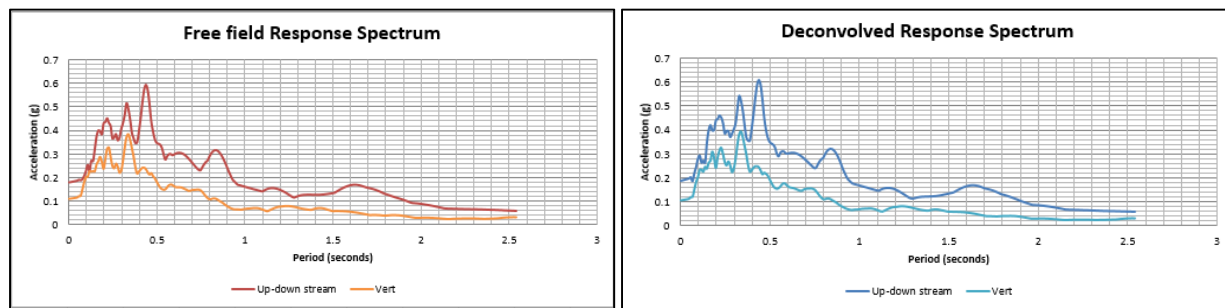 Free field Response Spectrum
0.7
0.6
0.5
0.4
0.3
0.2
0.1
0
Acceleration (g)
0 0.5 1 1.5 2 2.5 3
Period (seconds)
Up-down stream Vert
Deconvolved Response Spectrum
0.7
0.6
0.5
0.4
0.3
0.2
0.1
0
Acceleration (g)
0 0.5 1 1.5 2 2.5 3
Period (seconds)
Up-down stream Vert